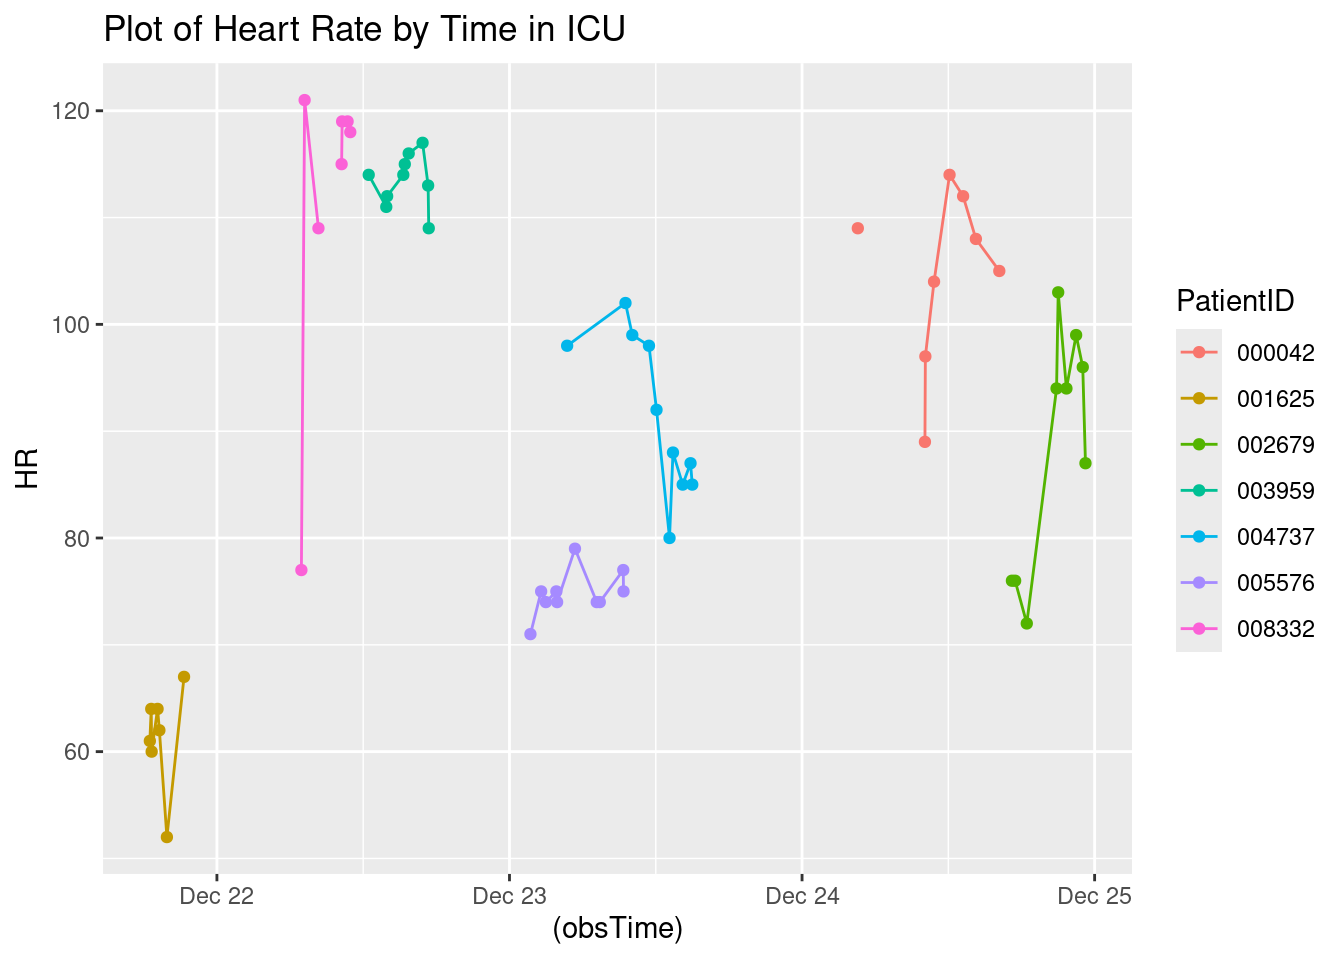 Plot of Heart Rate by Time in ICU
120
100
80
60
HR
Dec 22
Dec 23
Dec 24
Dec 25
(obsTime)
PatientID
000042
001625
002679
003959
004737
005576
008332